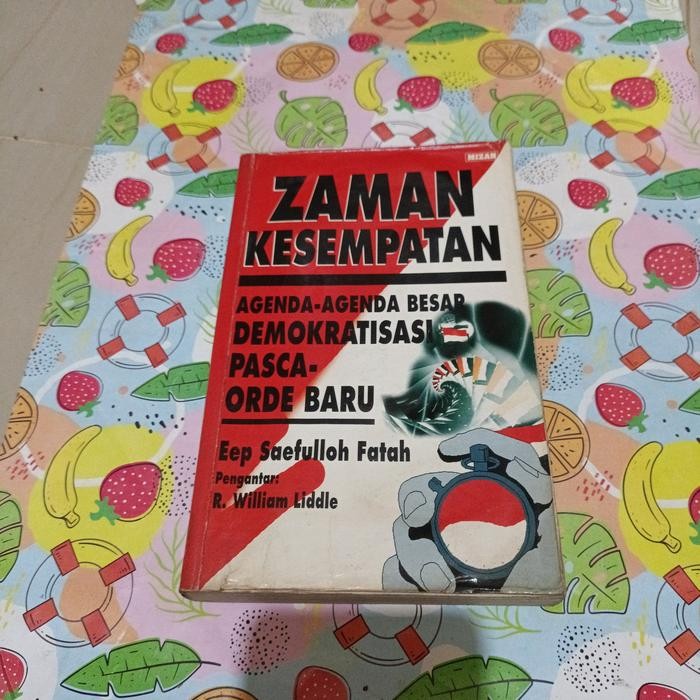 MIZAN
ZAMAN
KESEMPATAN
AGENDA-AGENDA BESAR
DEMOKRATISASI
PASCA-
ORDE BARU
Eep Saefulloh Fatah
Pengantar:
R. William Liddle